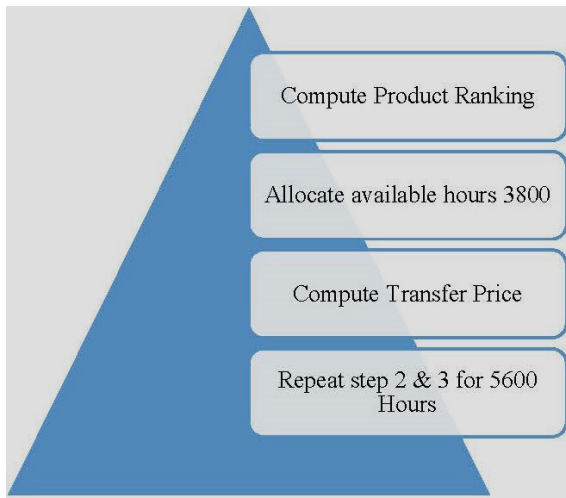 Compute Product Ranking
Allocate available hours 3800
Compute Transfer Price
Repeat step 2 & 3 for 5600
Hours